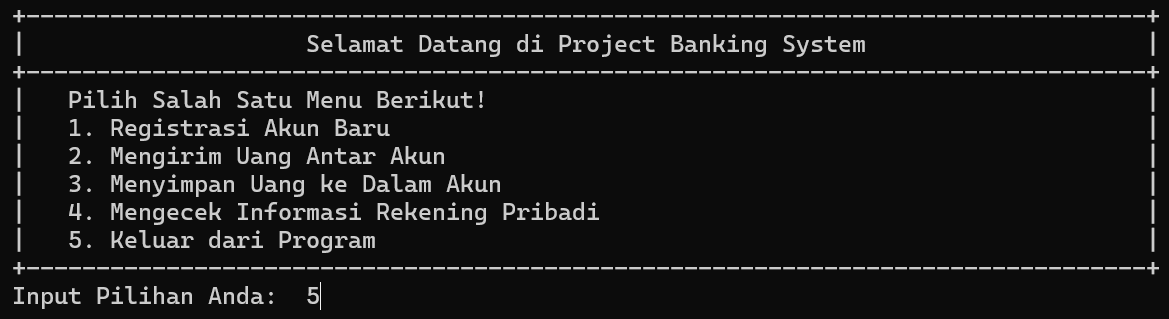 Selamat Datang di Project Banking System
Pilih Salah Satu Menu Berikut!
1. Registrasi Akun Baru
2. Mengirim Uang Antar Akun
3. Menyimpan Uang ke Dalam Akun
4. Mengecek Informasi Rekening Pribadi
5. Keluar dari Program
Input Pilihan Anda:  5